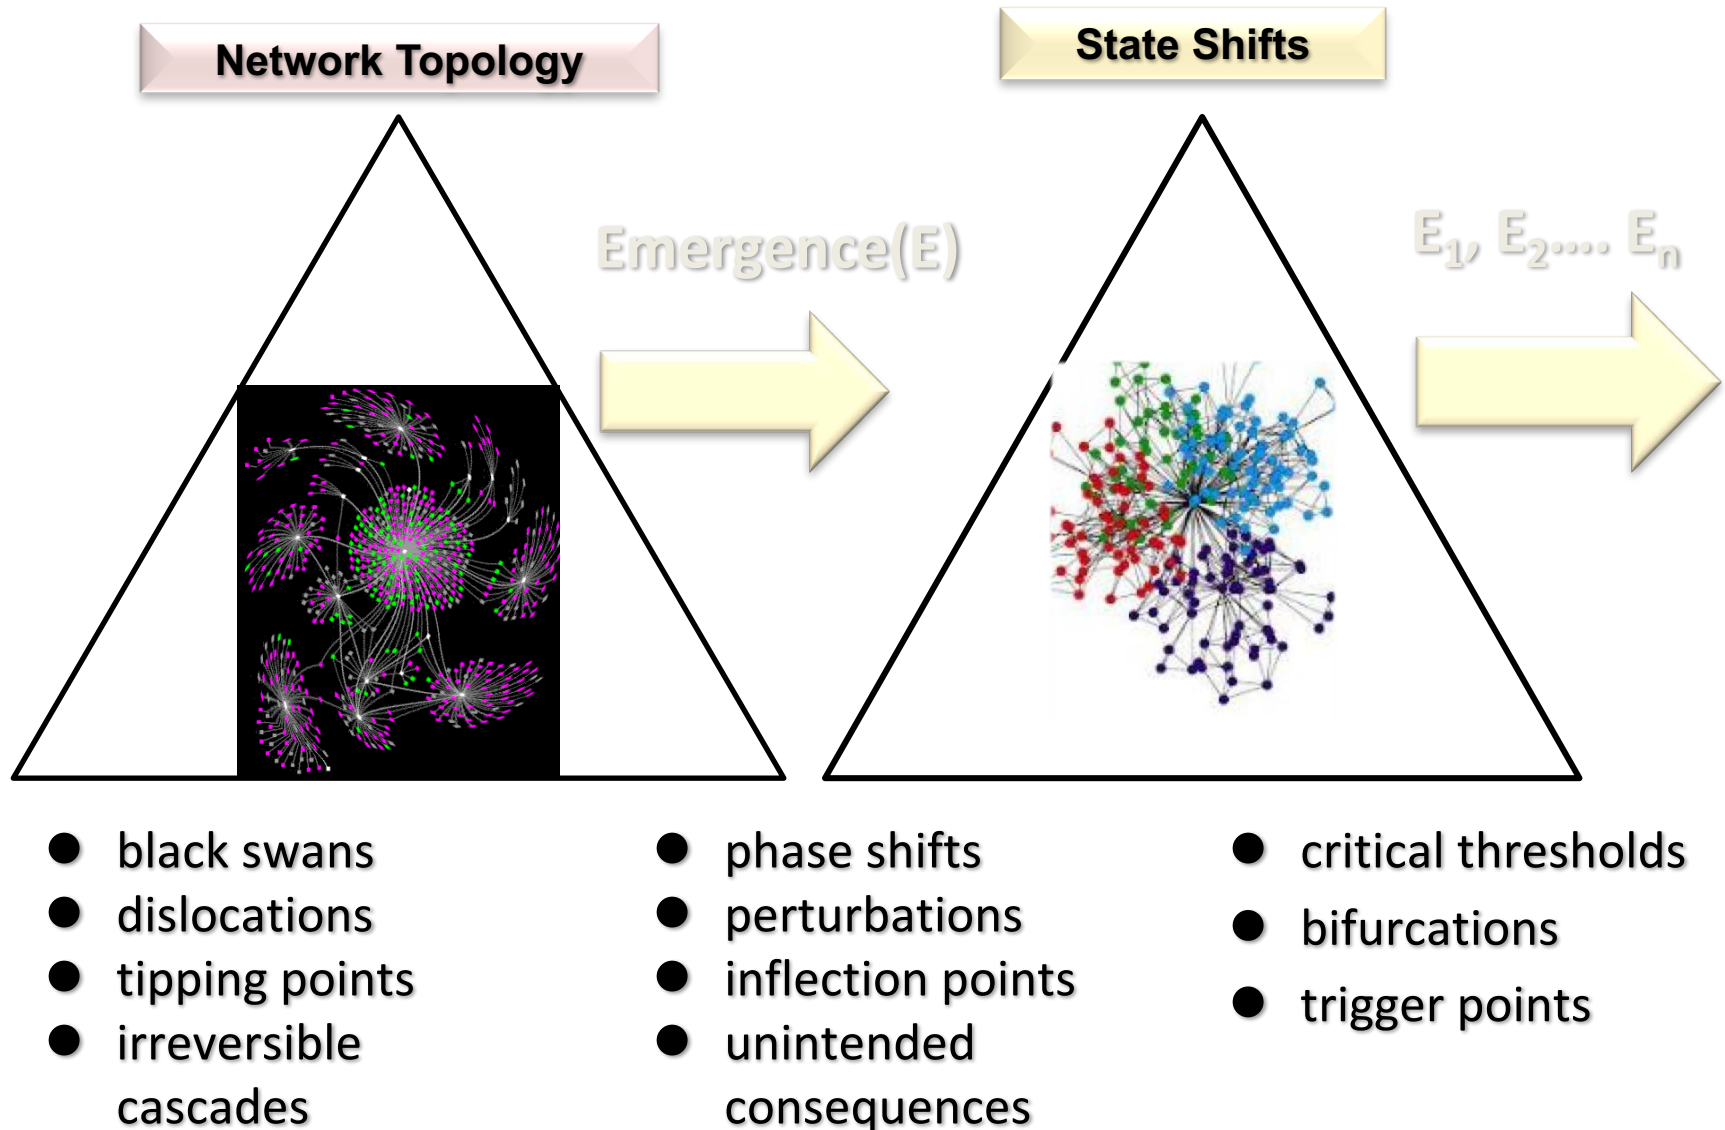 Network Topology
State Shifts
Emergence(E)
E1, E2.... En
● black swans
● dislocations
● tipping points
● irreversible
cascades
● phase shifts
● perturbations
● inflection points
● unintended
consequences
● critical thresholds
● bifurcations
● trigger points